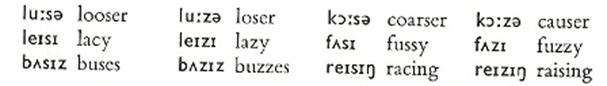 luːsə looser luːzə loser kɔːsə coarser kɔːzə causer
leɪsɪ lacy leɪzɪ lazy fʌsɪ fussy fʌzɪ fuzzy
bʌsɪz buses bʌzɪz buzzes reɪsɪŋ racing reɪzɪŋ raising